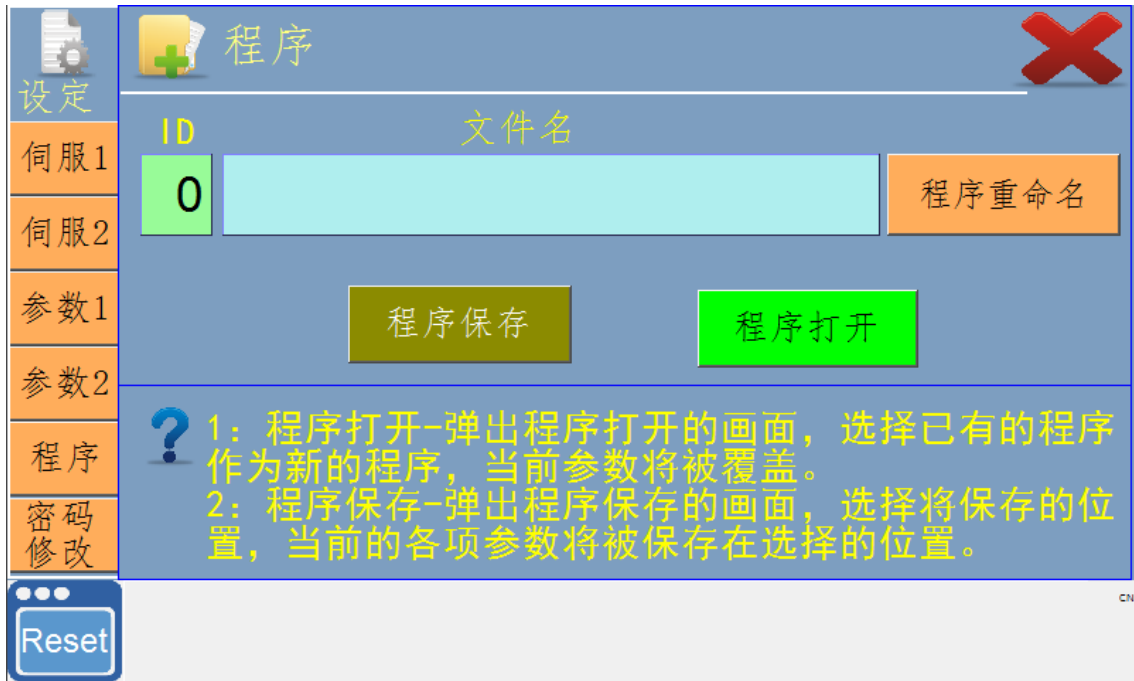 设定
程序
伺服1
伺服2
参数1
参数2
程序
密码
修改
ID
文件名
0
程序重命名
程序保存
程序打开
1: 程序打开-弹出程序打开的画面，选择已有的程序
作为新的程序，当前参数将被覆盖。
2: 程序保存-弹出程序保存的画面，选择将保存的位
置，当前的各项参数将被保存在选择的位置。
Reset
CN